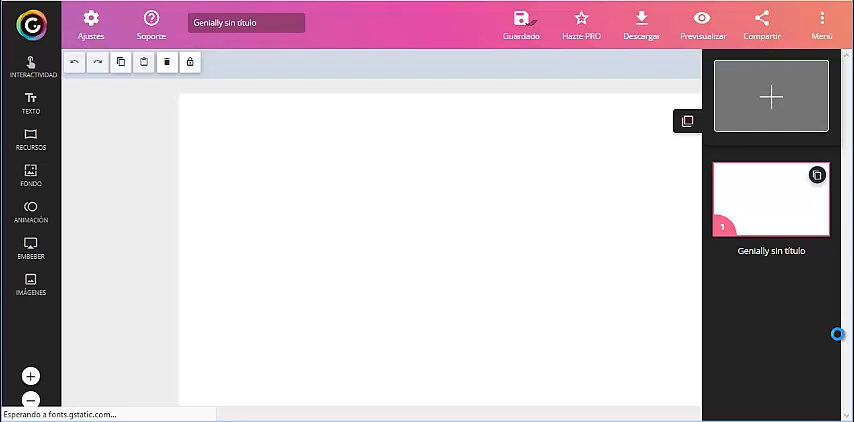 G
Ajustes
Soporte
Genially sin título
Guardado
Hazte PRO
Descargar
Previsualizar
Compartir
Menú
INTERACTIVIDAD
TEXTO
RECURSOS
FONDO
ANIMACIÓN
EMBEBER
IMÁGENES
1
Genially sin título
Esperando a fonts.gstatic.com...